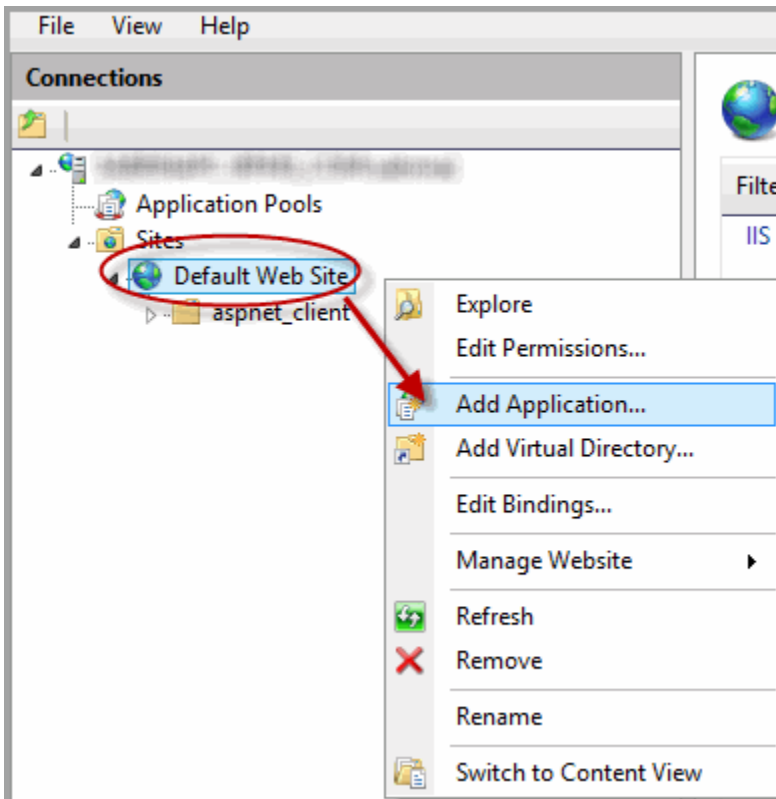 File View Help
Connections
Application Pools
Sites
Default Web Site
aspnet_client
Filte
IIS
Explore
Edit Permissions...
Add Application...
Add Virtual Directory...
Edit Bindings...
Manage Website
Refresh
Remove
Rename
Switch to Content View